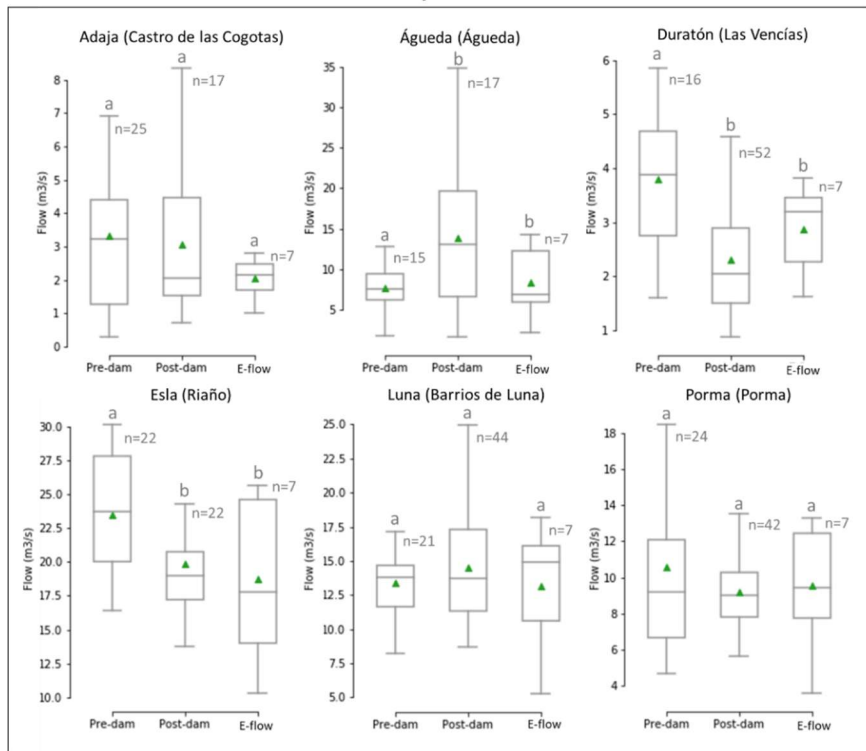 Adaja (Castro de las Cogotas)
Flow (m3/s)
8
7
6
5
4
3
2
1
0
a
n=25
a
n=17
a
n=7
Pre-dam
Post-dam
E-flow
Águeda (Águeda)
Flow (m3/s)
35
30
25
20
15
10
5
a
n=15
b
n=17
b
n=7
Pre-dam
Post-dam
E-flow
Duratón (Las Vencías)
Flow (m3/s)
6
5
4
3
2
1
a
n=16
b
n=52
b
n=7
Pre-dam
Post-dam
E-flow
Esla (Riaño)
Flow (m3/s)
30.0
27.5
25.0
22.5
20.0
17.5
15.0
12.5
10.0
a
n=22
b
n=22
b
n=7
Pre-dam
Post-dam
E-flow
Luna (Barrios de Luna)
Flow (m3/s)
25.0
22.5
20.0
17.5
15.0
12.5
10.0
7.5
5.0
a
n=21
a
n=44
a
n=7
Pre-dam
Post-dam
E-flow
Porma (Porma)
Flow (m3/s)
18
16
14
12
10
8
6
4
a
n=24
a
n=42
a
n=7
Pre-dam
Post-dam
E-flow